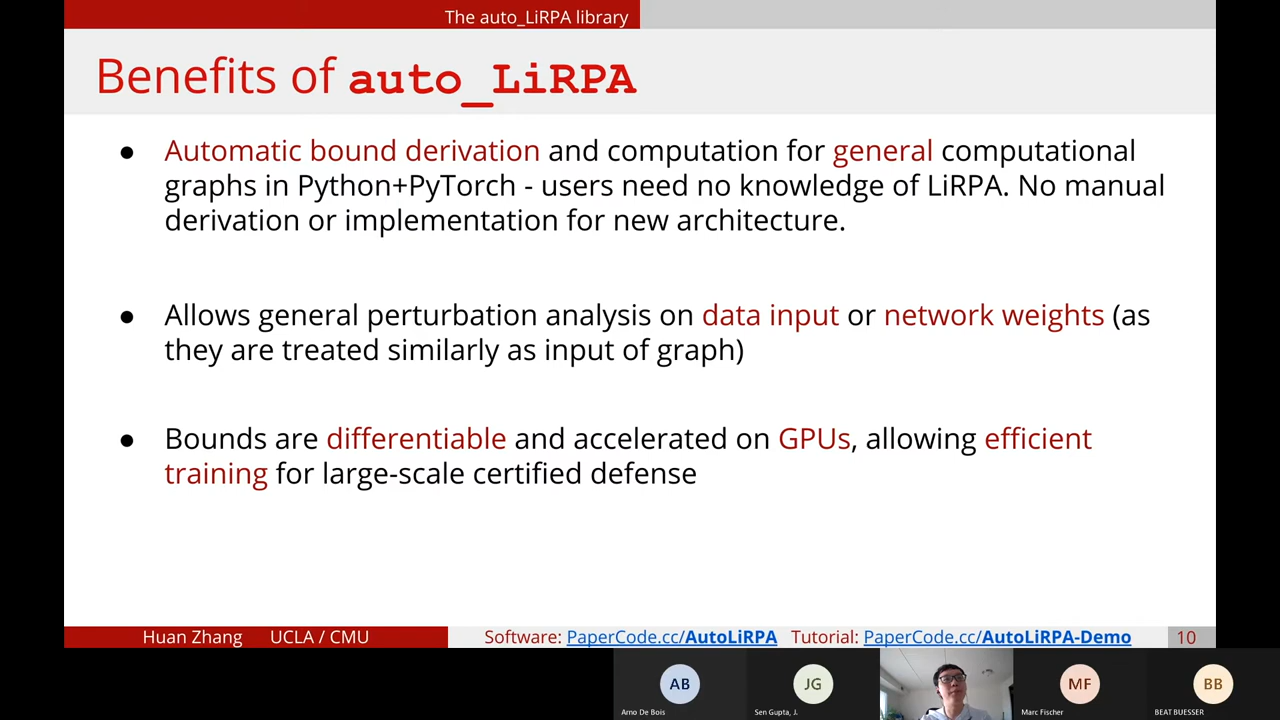 The auto_LiRPA library
Benefits of auto_LiRPA
● Automatic bound derivation and computation for general computational
graphs in Python+PyTorch - users need no knowledge of LiRPA. No manual
derivation or implementation for new architecture.
● Allows general perturbation analysis on data input or network weights (as
they are treated similarly as input of graph)
● Bounds are differentiable and accelerated on GPUs, allowing efficient
training for large-scale certified defense
Huan Zhang UCLA / CMU Software: PaperCode.cc/AutoLiRPA Tutorial: PaperCode.cc/AutoLiRPA-Demo 10
AB JG MF BB
Arno De Bois Sen Gupta, J. Marc Fischer BEAT BUESSER